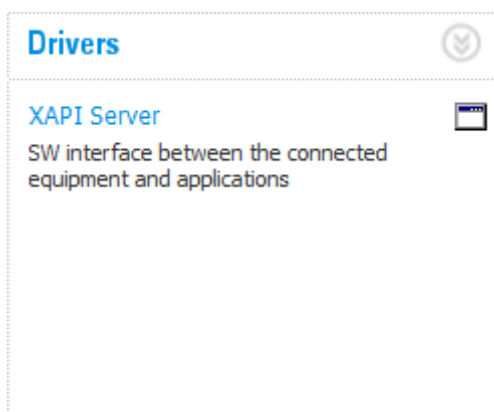 Drivers
XAPI Server
SW interface between the connected
equipment and applications